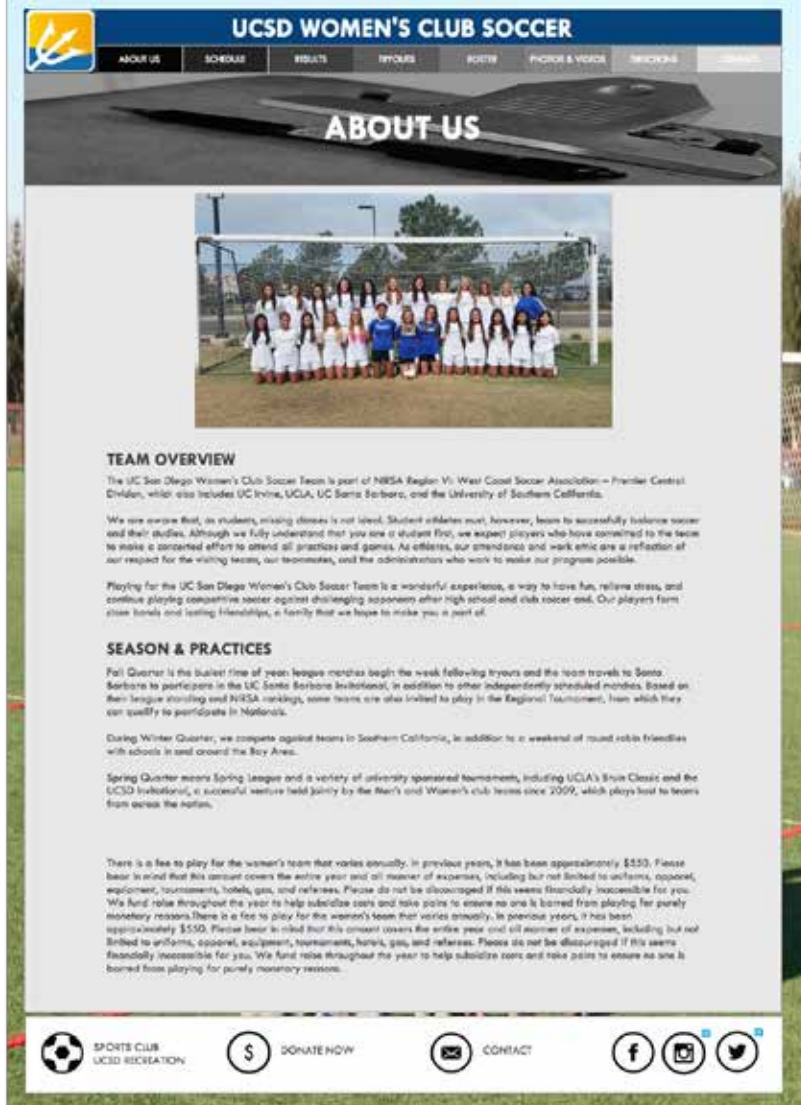 UCSD WOMEN'S CLUB SOCCER
ABOUT US SCHEDULE RESULTS TRYOUTS ROSTER PHOTOS & VIDEOS DIRECTIONS CONTACT
ABOUT US
TEAM OVERVIEW
The UC San Diego Women's Club Soccer Team is part of NIRSA Region VI: West Coast Soccer Association – Premier Central
Division, which also includes UC Irvine, UCLA, UC Santa Barbara, and the University of Southern California.
We are aware that, as students, missing classes is not ideal. Student athletes must, however, learn to successfully balance soccer
and their studies. Although we fully understand that you are a student first, we expect players who have committed to the team
to make a concerted effort to attend all practices and games. As athletes, our attendance and work ethic are a reflection of
our respect for the visiting teams, our teammates, and the administrators who work to make our program possible.
Playing for the UC San Diego Women's Club Soccer Team is a wonderful experience, a way to have fun, relieve stress, and
continue playing competitive soccer against challenging opponents after high school and club soccer end. Our players form
close bonds and lasting friendships, a family that we hope to make you a part of.
SEASON & PRACTICES
Fall Quarter is the busiest time of year: league matches begin the week following tryouts and the team travels to Santa
Barbara to participate in the UC Santa Barbara Invitational, in addition to other independently scheduled matches. Based on
their league standing and NIRSA rankings, some teams are also invited to play in the Regional Tournament, from which they
can qualify to participate in Nationals.
During Winter Quarter, we compete against teams in Southern California, in addition to a weekend of round robin friendlies
with schools in and around the Bay Area.
Spring Quarter means Spring League and a variety of university sponsored tournaments, including UCLA's Bruin Classic and the
UCSD Invitational, a successful venture held jointly by the Men's and Women's club teams since 2009, which plays host to teams
from across the nation.
There is a fee to play for the women's team that varies annually. In previous years, it has been approximately $550. Please
bear in mind that this amount covers the entire year and all manner of expenses, including but not limited to uniforms, apparel,
equipment, tournaments, hotels, gas, and referees. Please do not be discouraged if this seems financially inaccessible for you.
We fund raise throughout the year to help subsidize costs and take pains to ensure no one is barred from playing for purely
monetary reasons.There is a fee to play for the women's team that varies annually. In previous years, it has been
approximately $550. Please bear in mind that this amount covers the entire year and all manner of expenses, including but not
limited to uniforms, apparel, equipment, tournaments, hotels, gas, and referees. Please do not be discouraged if this seems
financially inaccessible for you. We fund raise throughout the year to help subsidize costs and take pains to ensure no one is
barred from playing for purely monetary reasons.
SPORTS CLUB
UCSD RECREATION
$ DONATE NOW
CONTACT